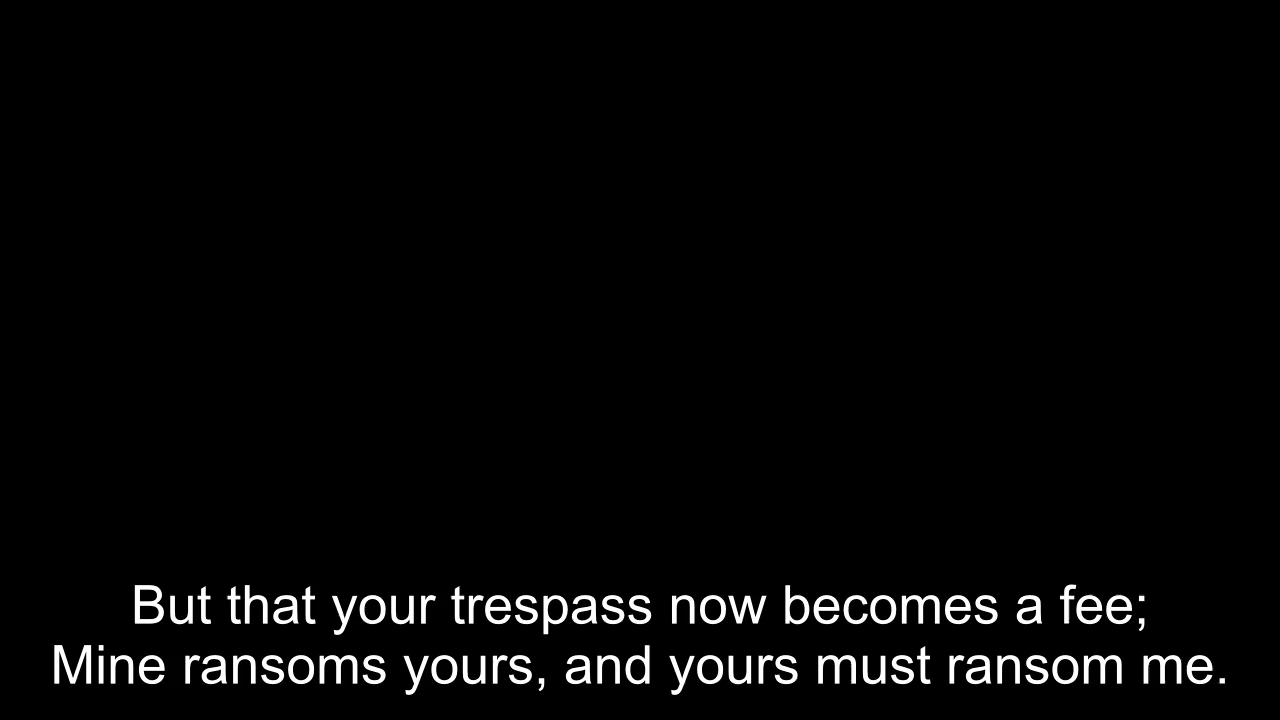 But that your trespass now becomes a fee;
Mine ransoms yours, and yours must ransom me.